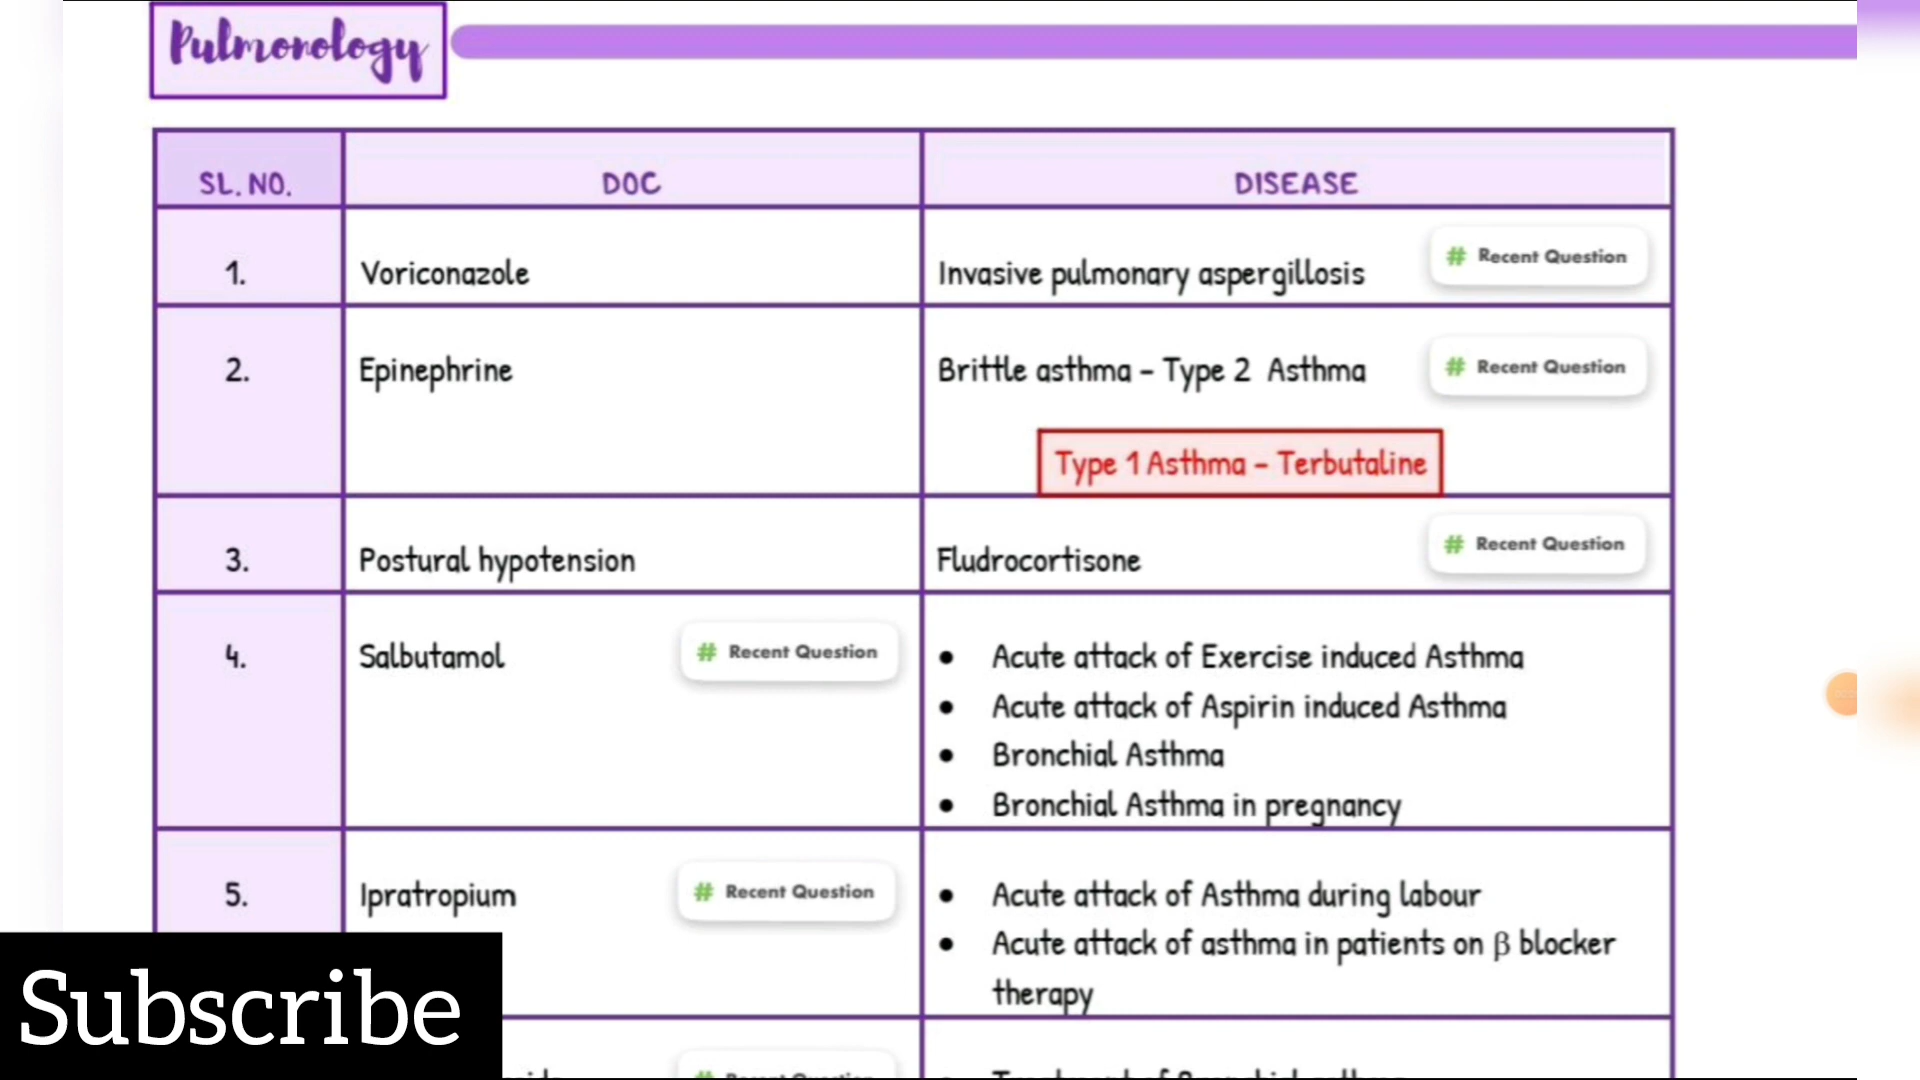 Pulmonology
SL. NO. DOC DISEASE
1. Voriconazole Invasive pulmonary aspergillosis # Recent Question
2. Epinephrine Brittle asthma – Type 2 Asthma # Recent Question
Type 1 Asthma – Terbutaline
3. Postural hypotension Fludrocortisone # Recent Question
4. Salbutamol # Recent Question • Acute attack of Exercise induced Asthma
• Acute attack of Aspirin induced Asthma
• Bronchial Asthma
• Bronchial Asthma in pregnancy
5. Ipratropium # Recent Question • Acute attack of Asthma during labour
• Acute attack of asthma in patients on β blocker
therapy
Subscribe